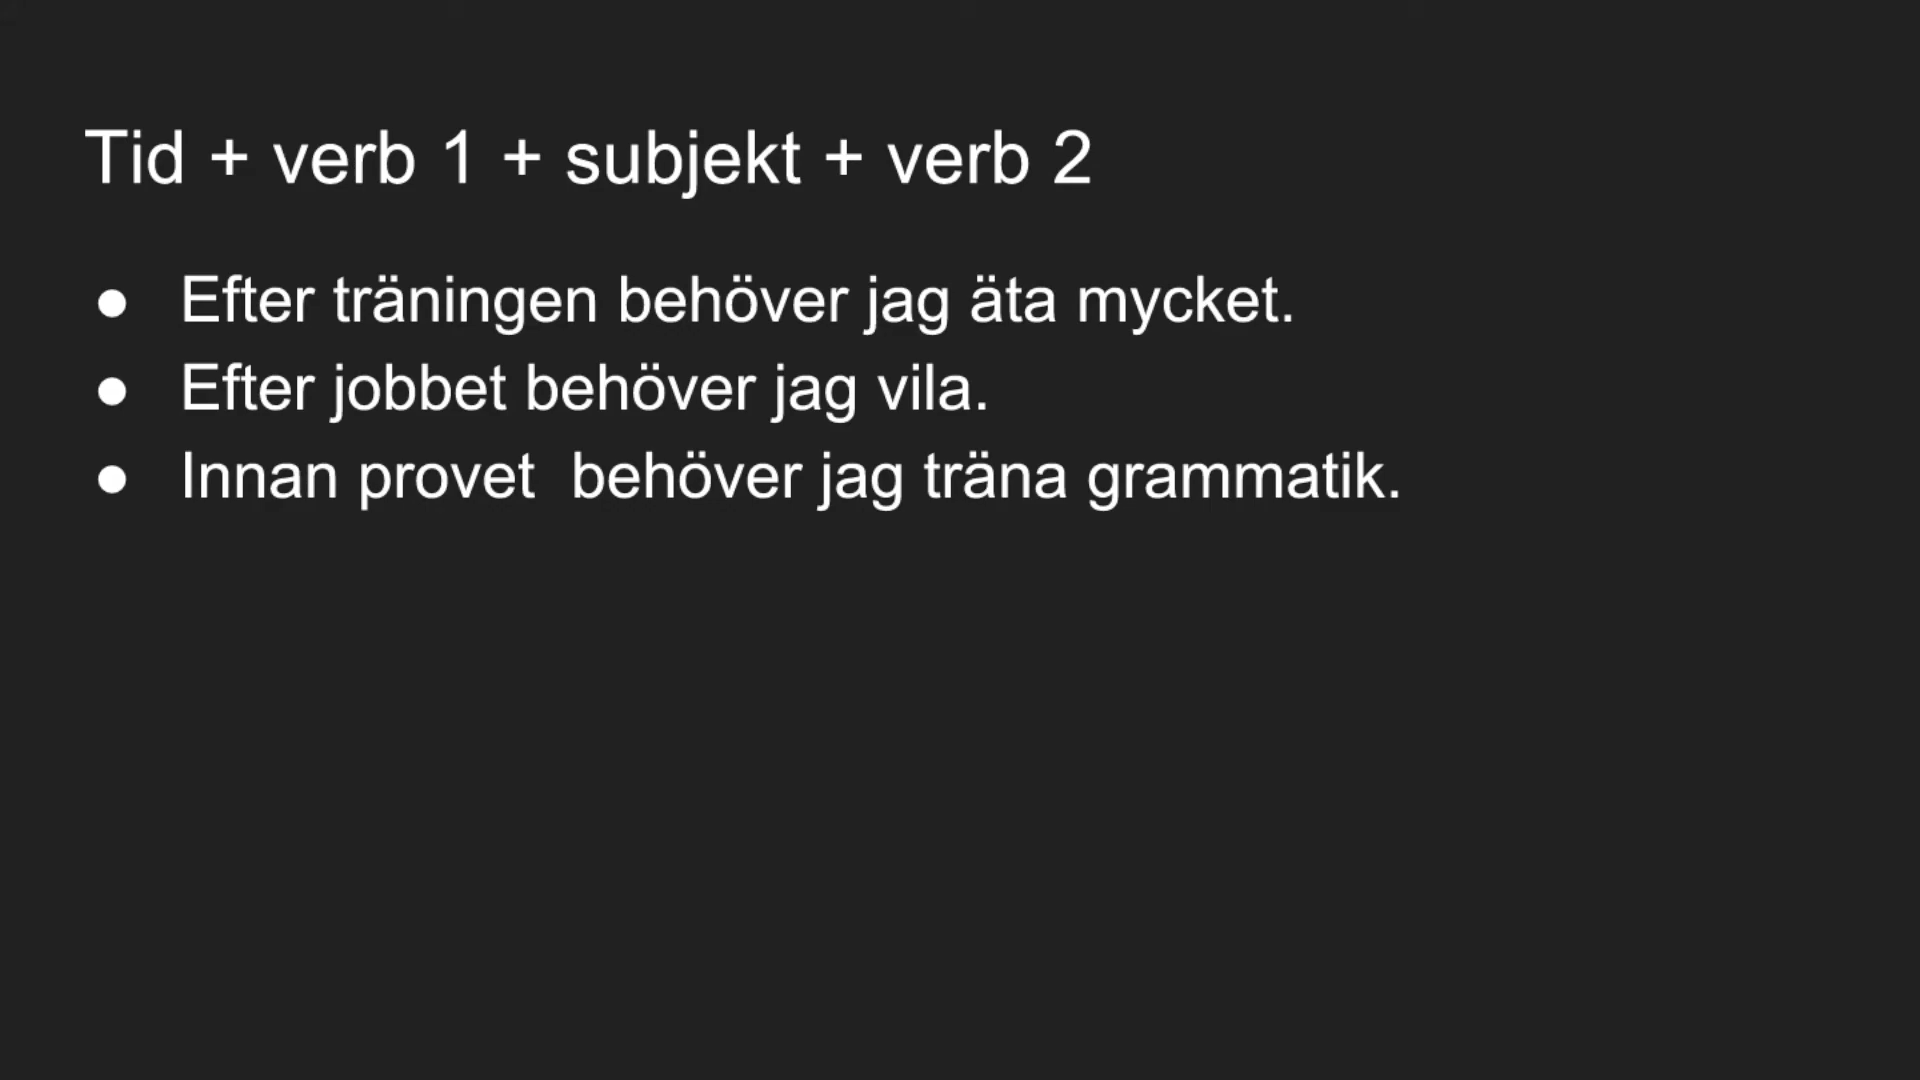 Tid + verb 1 + subjekt + verb 2
● Efter träningen behöver jag äta mycket.
● Efter jobbet behöver jag vila.
● Innan provet  behöver jag träna grammatik.